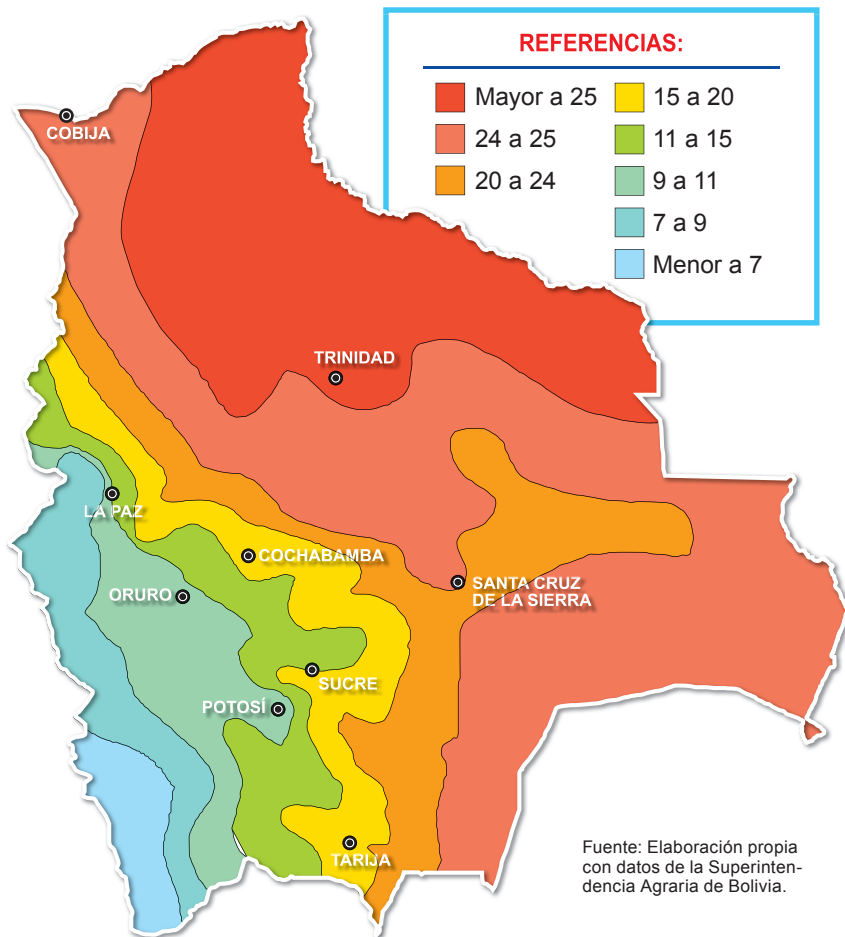 REFERENCIAS:
Mayor a 25
24 a 25
20 a 24
15 a 20
11 a 15
9 a 11
7 a 9
Menor a 7
COBIJA
TRINIDAD
LA PAZ
COCHABAMBA
ORURO
SANTA CRUZ
DE LA SIERRA
SUCRE
POTOSÍ
TARIJA
Fuente: Elaboración propia
con datos de la Superinten-
dencia Agraria de Bolivia.